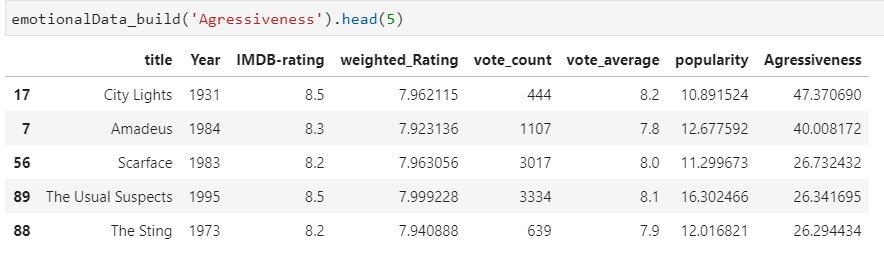 emotionalData_build('Agressiveness').head(5)
title Year IMDB-rating weighted_Rating vote_count vote_average popularity Agressiveness
17 City Lights 1931 8.5 7.962115 444 8.2 10.891524 47.370690
7 Amadeus 1984 8.3 7.923136 1107 7.8 12.677592 40.008172
56 Scarface 1983 8.2 7.963056 3017 8.0 11.299673 26.732432
89 The Usual Suspects 1995 8.5 7.999228 3334 8.1 16.302466 26.341695
88 The Sting 1973 8.2 7.940888 639 7.9 12.016821 26.294434